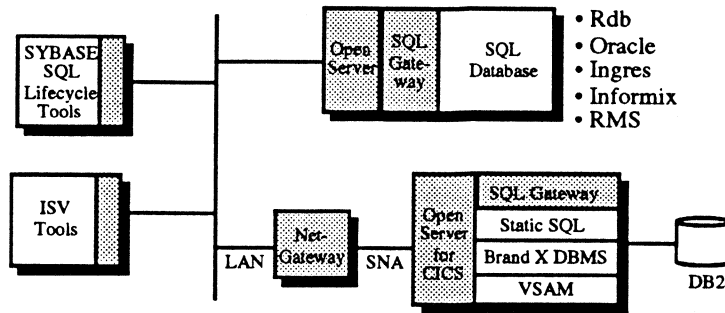 SYBASE
SQL
Lifecycle
Tools
Open
Server
SQL
Gate-
way
SQL
Database
• Rdb
• Oracle
• Ingres
• Informix
• RMS
ISV
Tools
LAN
Net-
Gateway
SNA
Open
Server
for
CICS
SQL Gateway
Static SQL
Brand X DBMS
VSAM
DB2